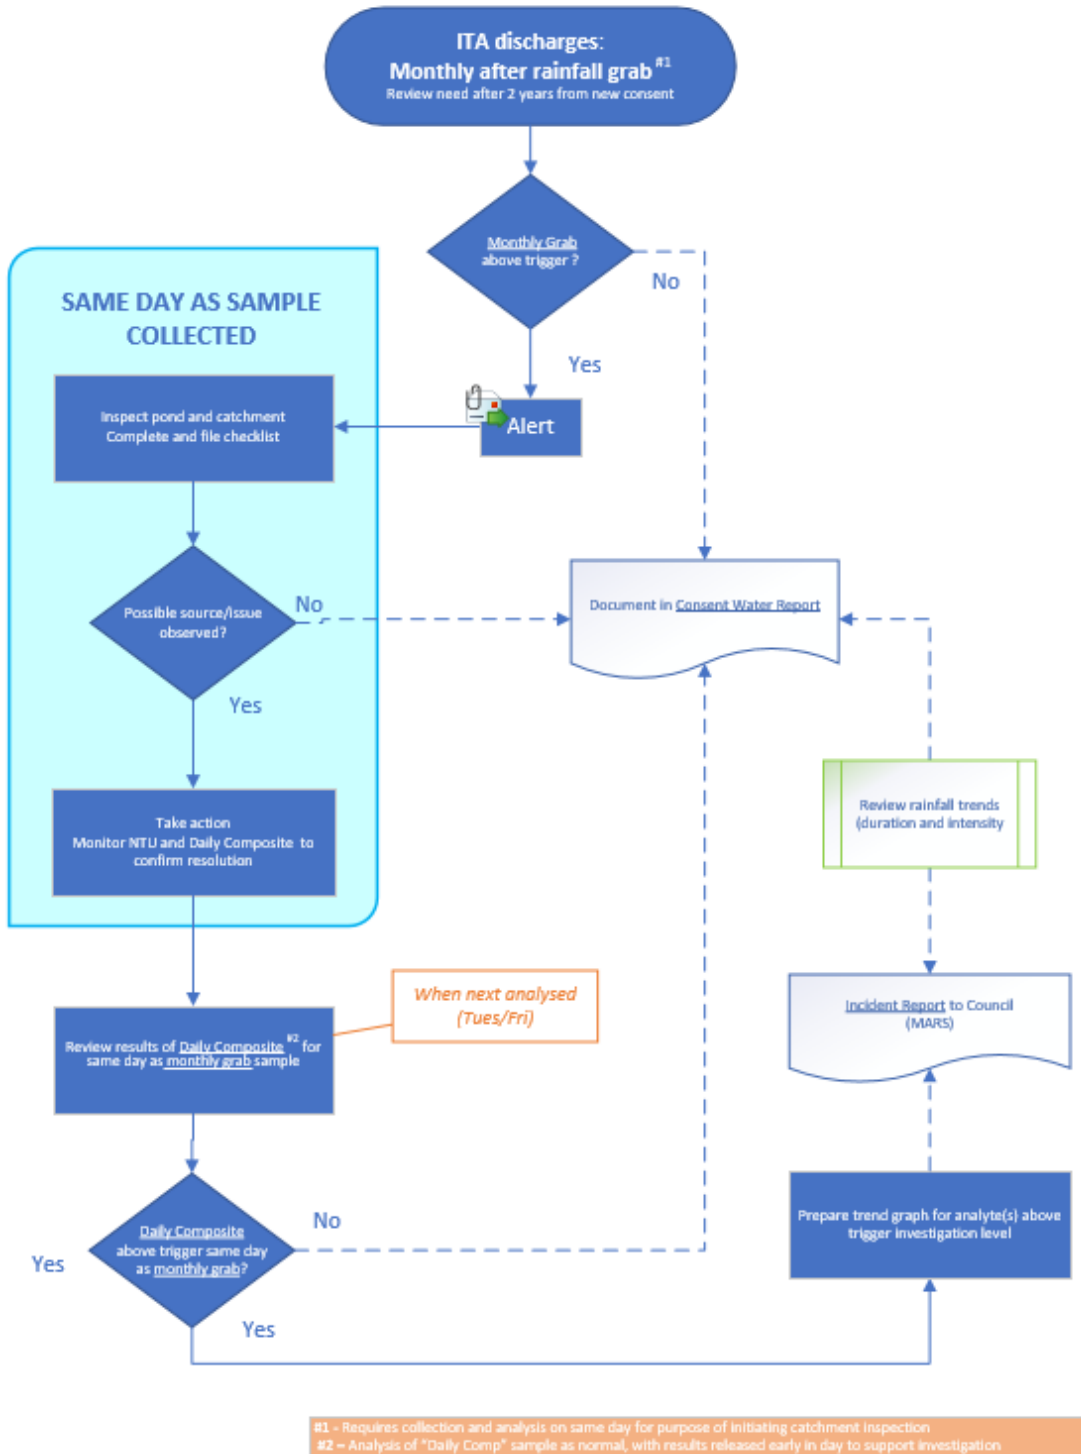 ITA discharges:
Monthly after rainfall grab #1
Review need after 2 years from new consent
Monthly Grab
above trigger ?
No
Yes
Alert
SAME DAY AS SAMPLE
COLLECTED
Inspect pond and catchment
Complete and file checklist
Possible source/issue
observed?
No
Yes
Document in Consent Water Report
Take action
Monitor NTU and Daily Composite to
confirm resolution
Review rainfall trends
(duration and intensity
When next analysed
(Tues/Fri)
Review results of Daily Composite #2 for
same day as monthly grab sample
Incident Report to Council
(MARS)
Daily Composite
above trigger same day
as monthly grab?
No
Yes
Yes
Prepare trend graph for analyte(s) above
trigger investigation level
#1 - Requires collection and analysis on same day for purpose of initiating catchment inspection
#2 – Analysis of "Daily Comp" sample as normal, with results released early in day to support investigation